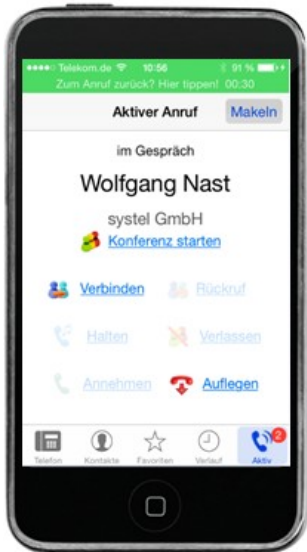 Telekom.de 10:56 91 %
Zum Anruf zurück? Hier tippen! 00:30
Aktiver Anruf Makeln
im Gespräch
Wolfgang Nast
systel GmbH
Konferenz starten
Verbinden Rückruf
Halten Verlassen
Annehmen Auflegen
2
Telefon Kontakte Favoriten Verlauf Aktiv